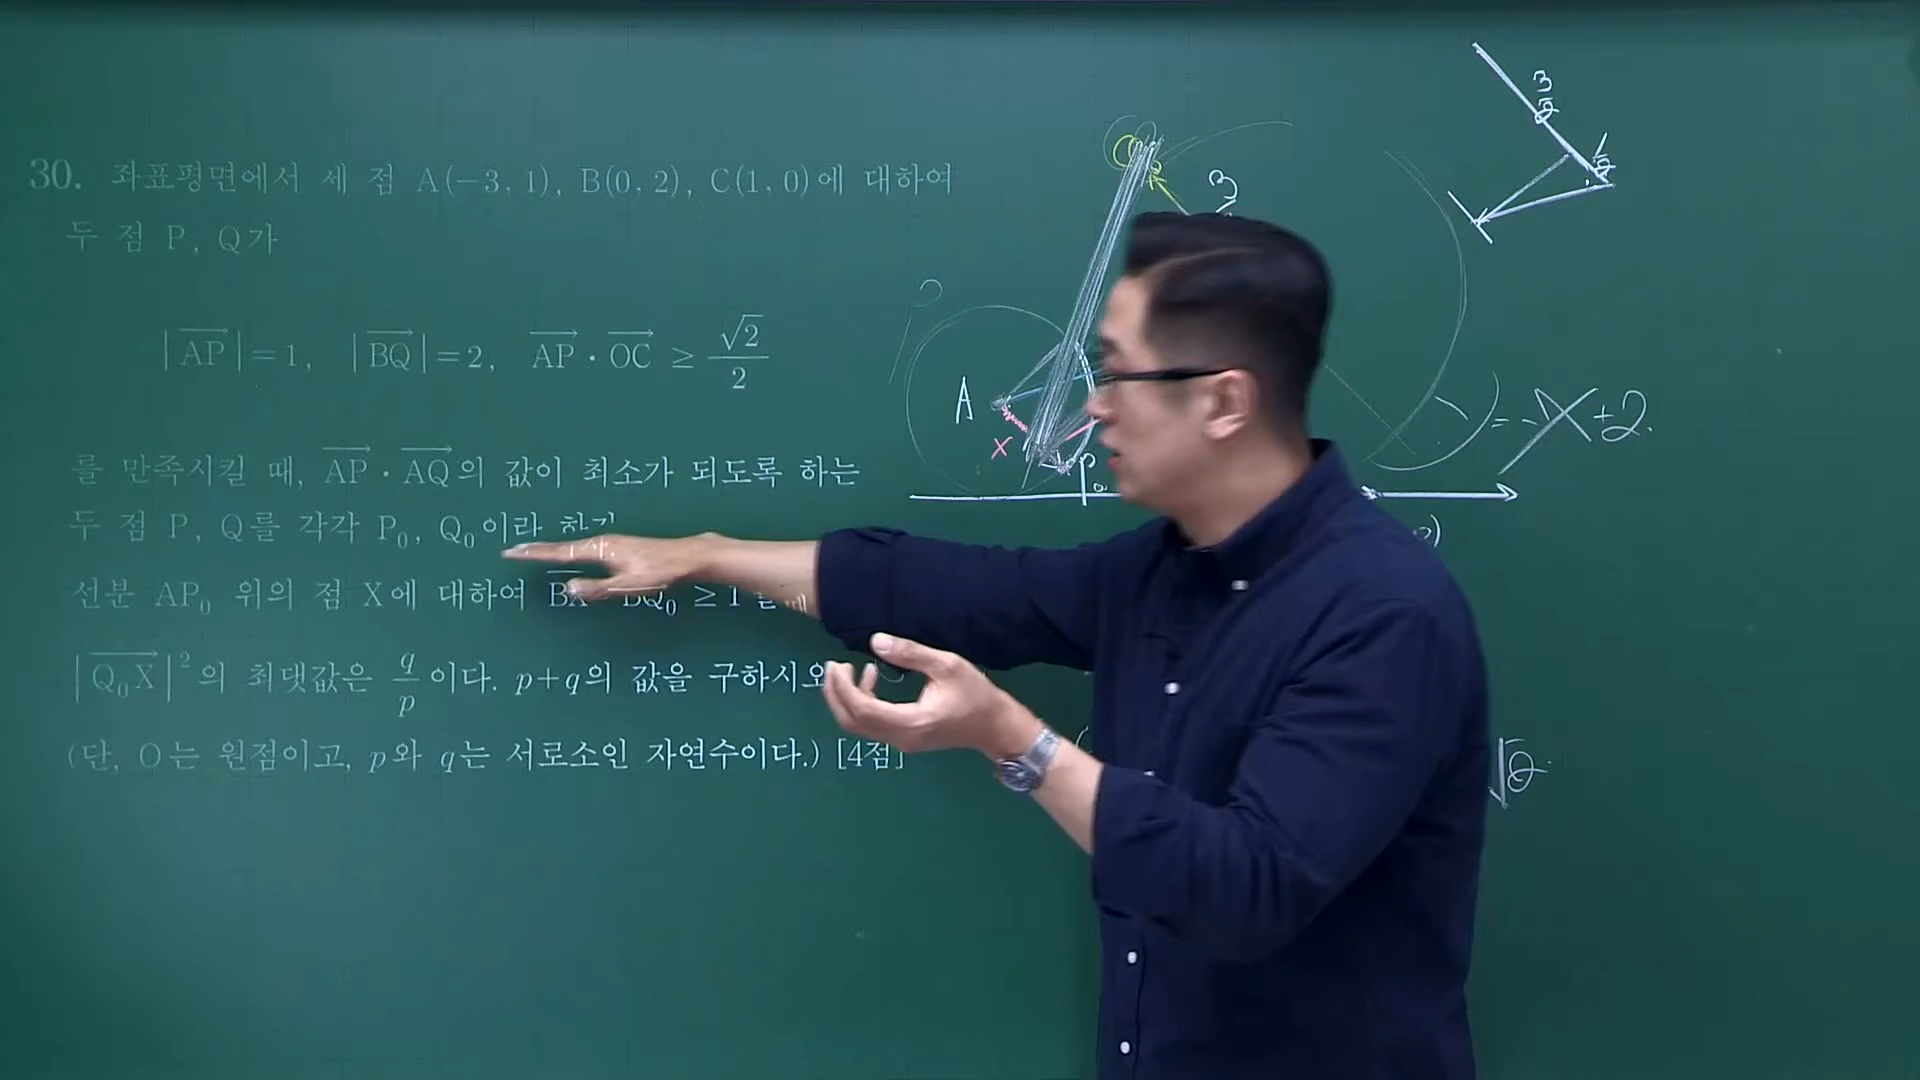 30. 좌표평면에서 세 점 A(-3, 1), B(0, 2), C(1, 0)에 대하여
두 점 P, Q가
|AP|=1, |BQ|=2, AP · OC ≥ √2/2
를 만족시킬 때, AP · AQ의 값이 최소가 되도록 하는
두 점 P, Q를 각각 P₀, Q₀이라
선분 AP₀ 위의 점 X에 대하여 BX BQ₀ ≥ 1
|Q₀X|²의 최댓값은 q/p이다. p+q의 값을 구하시오
(단, O는 원점이고, p와 q는 서로소인 자연수이다.) [4점]
3
3
A
X
P₀
= -X+2
√2